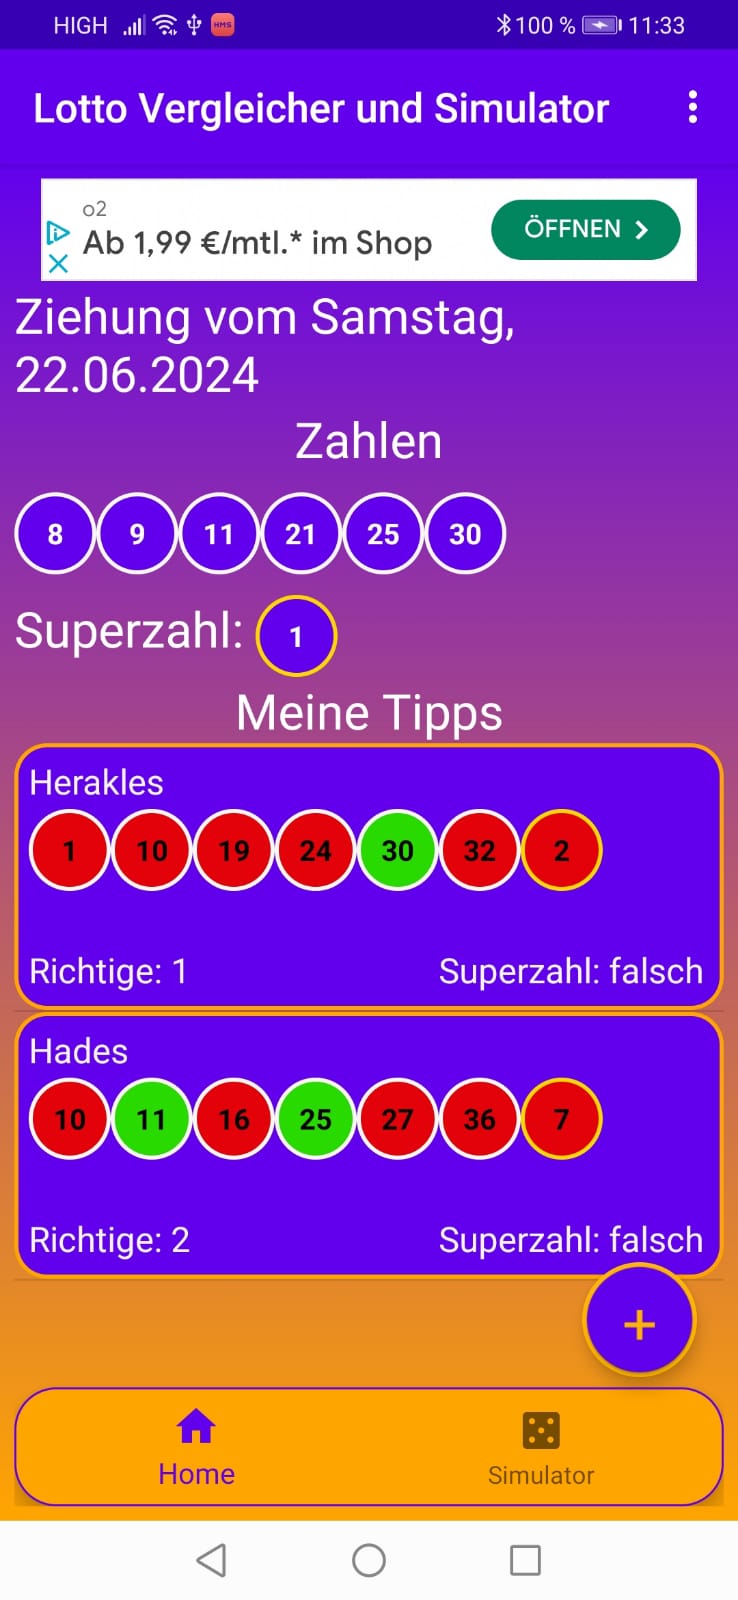 HIGH HMS 100 % 11:33
Lotto Vergleicher und Simulator
o2
Ab 1,99 €/mtl.* im Shop
ÖFFNEN
Ziehung vom Samstag,
22.06.2024
Zahlen
8 9 11 21 25 30
Superzahl: 1
Meine Tipps
Herakles
1 10 19 24 30 32 2
Richtige: 1 Superzahl: falsch
Hades
10 11 16 25 27 36 7
Richtige: 2 Superzahl: falsch
+
Home Simulator